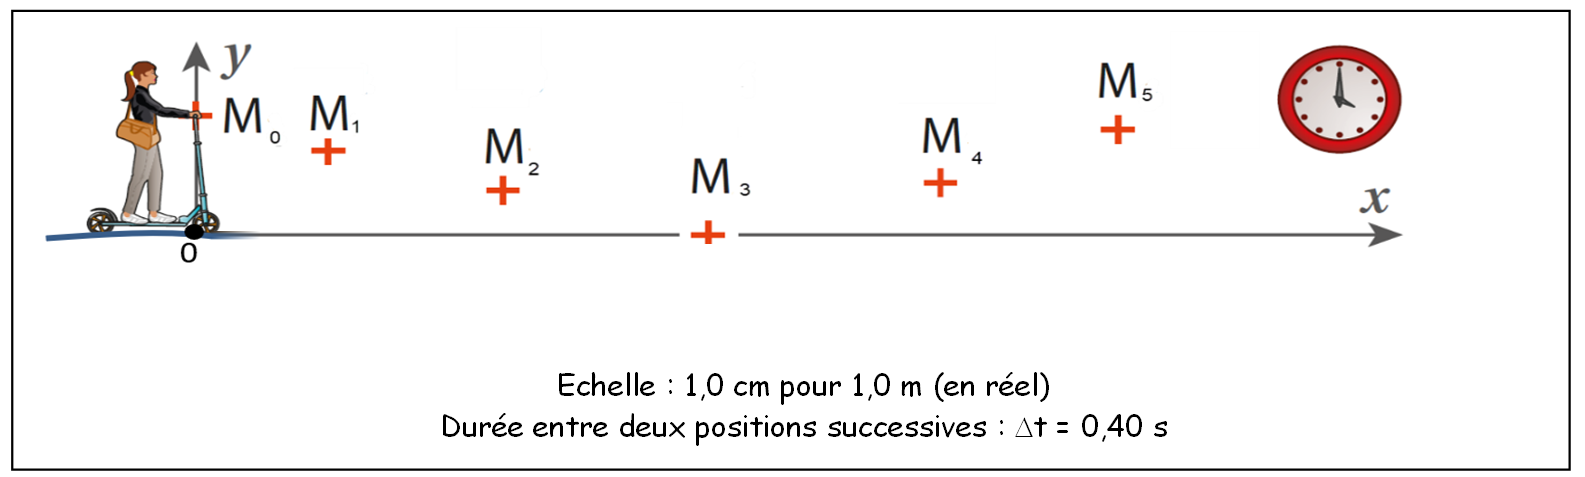 y
M₀
M₁
M₂
M₃
M₄
M₅
x
0
Echelle : 1,0 cm pour 1,0 m (en réel)
Durée entre deux positions successives : Δt = 0,40 s